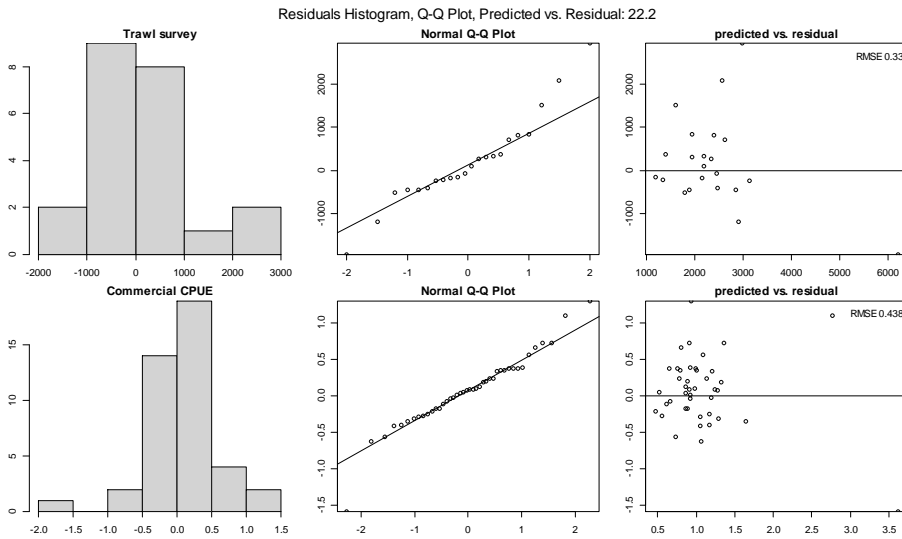 Residuals Histogram, Q-Q Plot, Predicted vs. Residual: 22.2
Trawl survey
Normal Q-Q Plot
predicted vs. residual
RMSE 0.33
0 2 4 6 8
-2000 -1000 0 1000 2000 3000
-1000 0 1000 2000
-2 -1 0 1 2
-1000 0 1000 2000
1000 2000 3000 4000 5000 6000
Commercial CPUE
Normal Q-Q Plot
predicted vs. residual
RMSE 0.438
0 5 10 15
-2.0 -1.0 -0.5 0.0 0.5 1.0 1.5
-1.5 -1.0 -0.5 0.0 0.5 1.0
-2 -1 0 1 2
-1.5 -1.0 -0.5 0.0 0.5 1.0
0.5 1.0 1.5 2.0 2.5 3.0 3.5